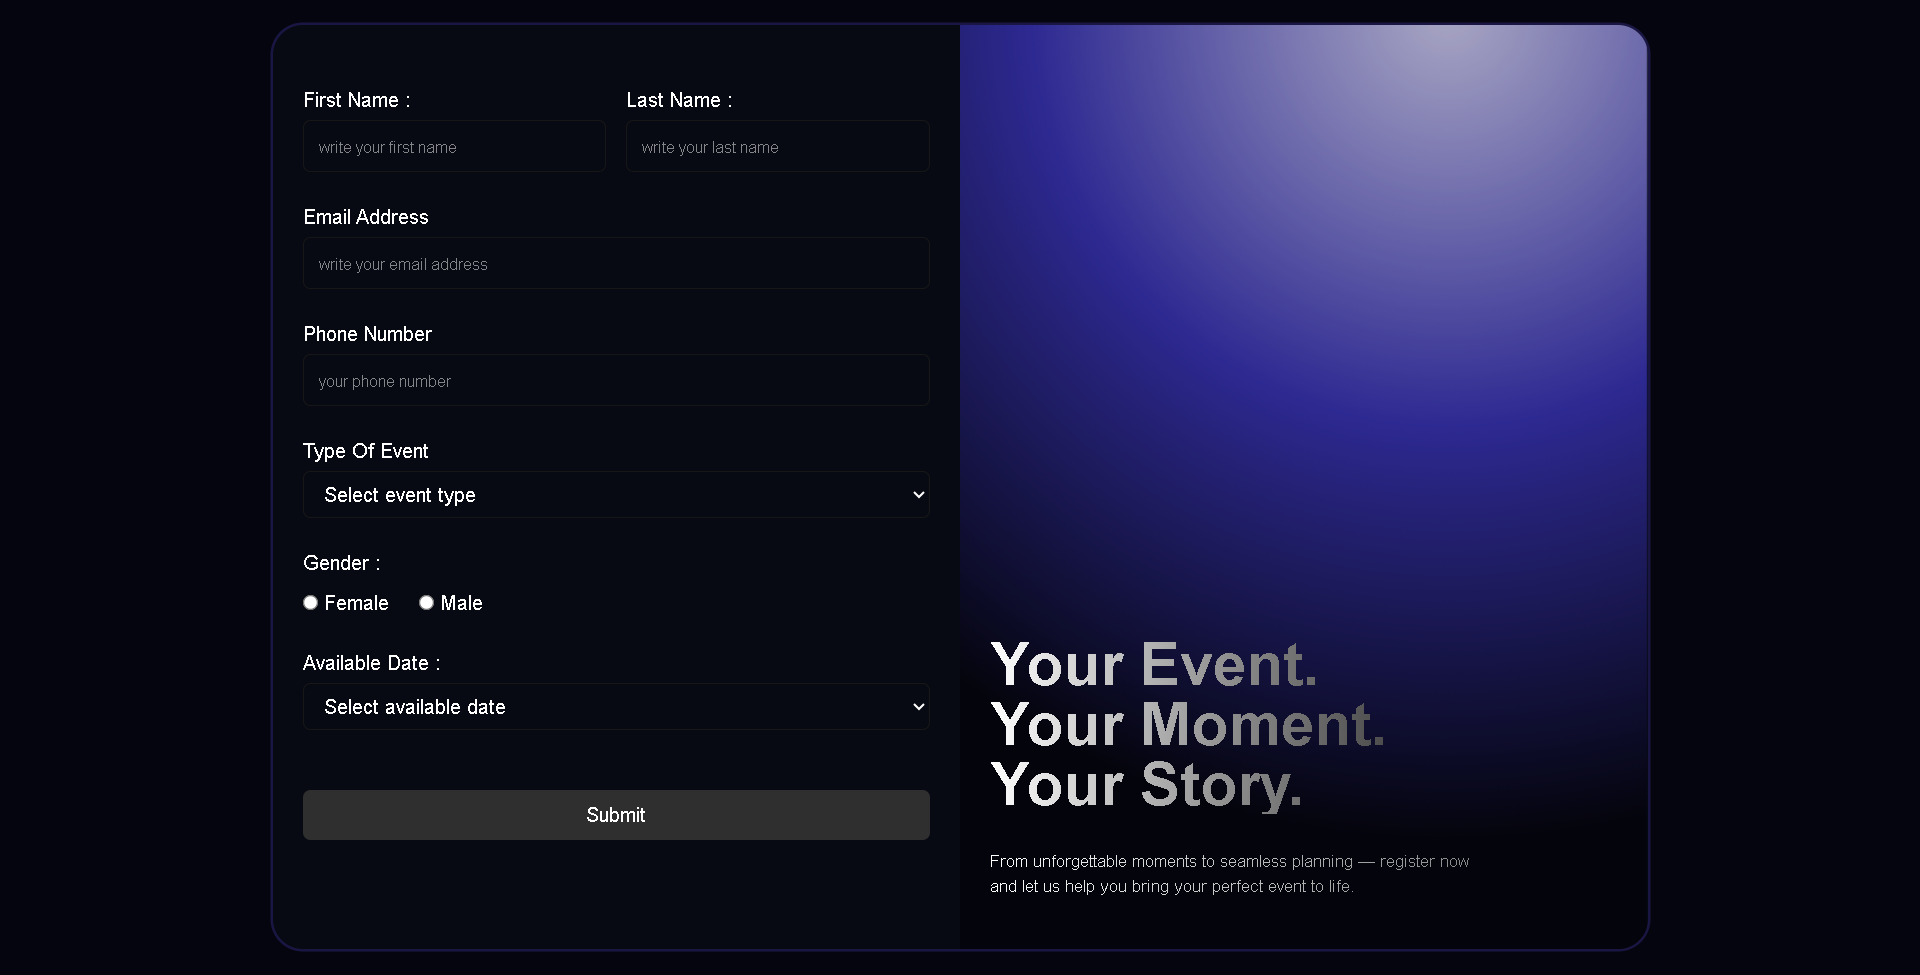 First Name :
Last Name :
write your first name
write your last name
Email Address
write your email address
Phone Number
your phone number
Type Of Event
Select event type
Gender :
Female
Male
Available Date :
Select available date
Submit
Your Event.
Your Moment.
Your Story.
From unforgettable moments to seamless planning — register now
and let us help you bring your perfect event to life.